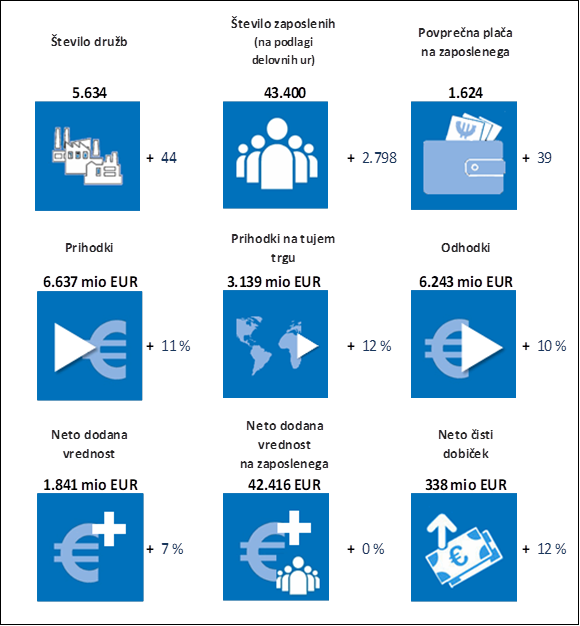 Število družb
5.634
+ 44
Število zaposlenih
(na podlagi
delovnih ur)
43.400
+ 2.798
Povprečna plača
na zaposlenega
1.624
+ 39
Prihodki
6.637 mio EUR
+ 11 %
Prihodki na tujem
trgu
3.139 mio EUR
+ 12 %
Odhodki
6.243 mio EUR
+ 10 %
Neto dodana
vrednost
1.841 mio EUR
+ 7 %
Neto dodana
vrednost
na zaposlenega
42.416 mio EUR
+ 0 %
Neto čisti
dobiček
338 mio EUR
+ 12 %